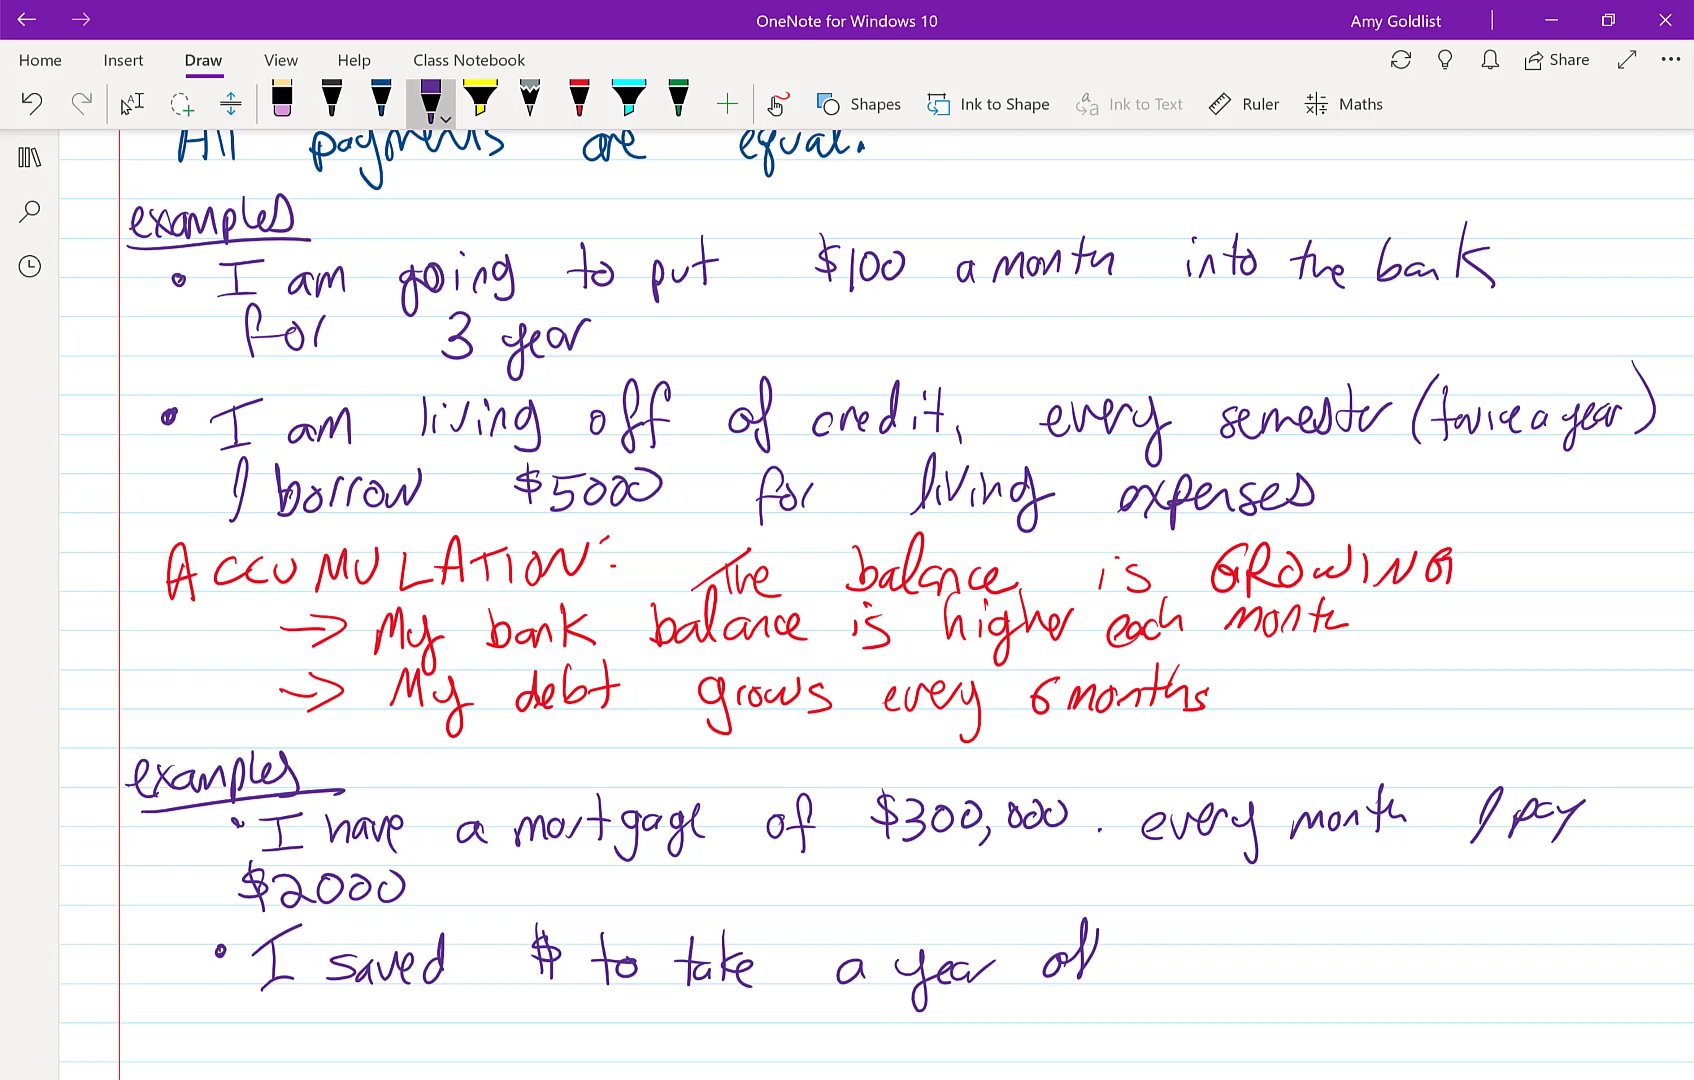 OneNote for Windows 10
Amy Goldlist
Home Insert Draw View Help Class Notebook Share
Shapes Ink to Shape Ink to Text Ruler Maths
All payments are equal.
examples
• I am going to put $100 a month into the bank
for 3 year
• I am living off of credit, every semester (twice a year)
I borrow $5000 for living expenses
ACCUMULATION: The balance is GROWING
→ My bank balance is higher each month
→ My debt grows every 6 months
examples
• I have a mortgage of $300,000. every month I pay
$2000
• I saved $ to take a year of